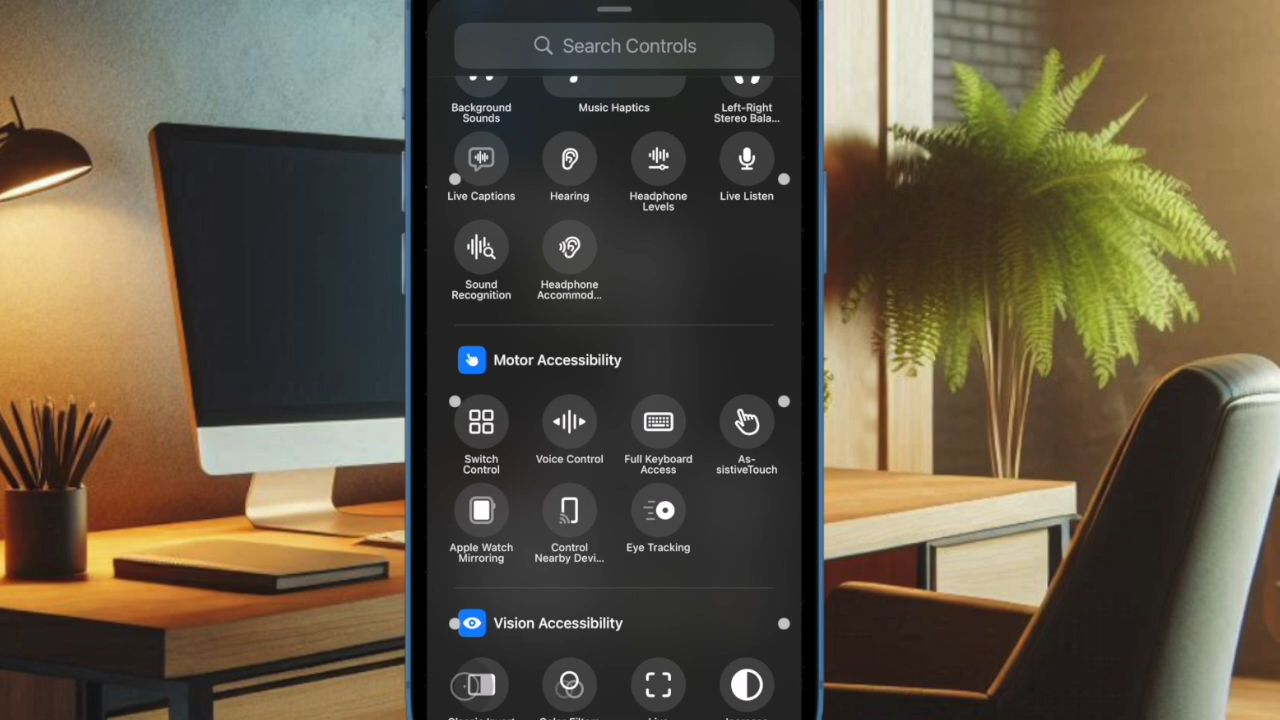 Search Controls
Background
Sounds
Music Haptics
Left-Right
Stereo Bala...
Live Captions
Hearing
Headphone
Levels
Live Listen
Sound
Recognition
Headphone
Accommod...
Motor Accessibility
Switch
Control
Voice Control
Full Keyboard
Access
As-
sistiveTouch
Apple Watch
Mirroring
Control
Nearby Devi...
Eye Tracking
Vision Accessibility